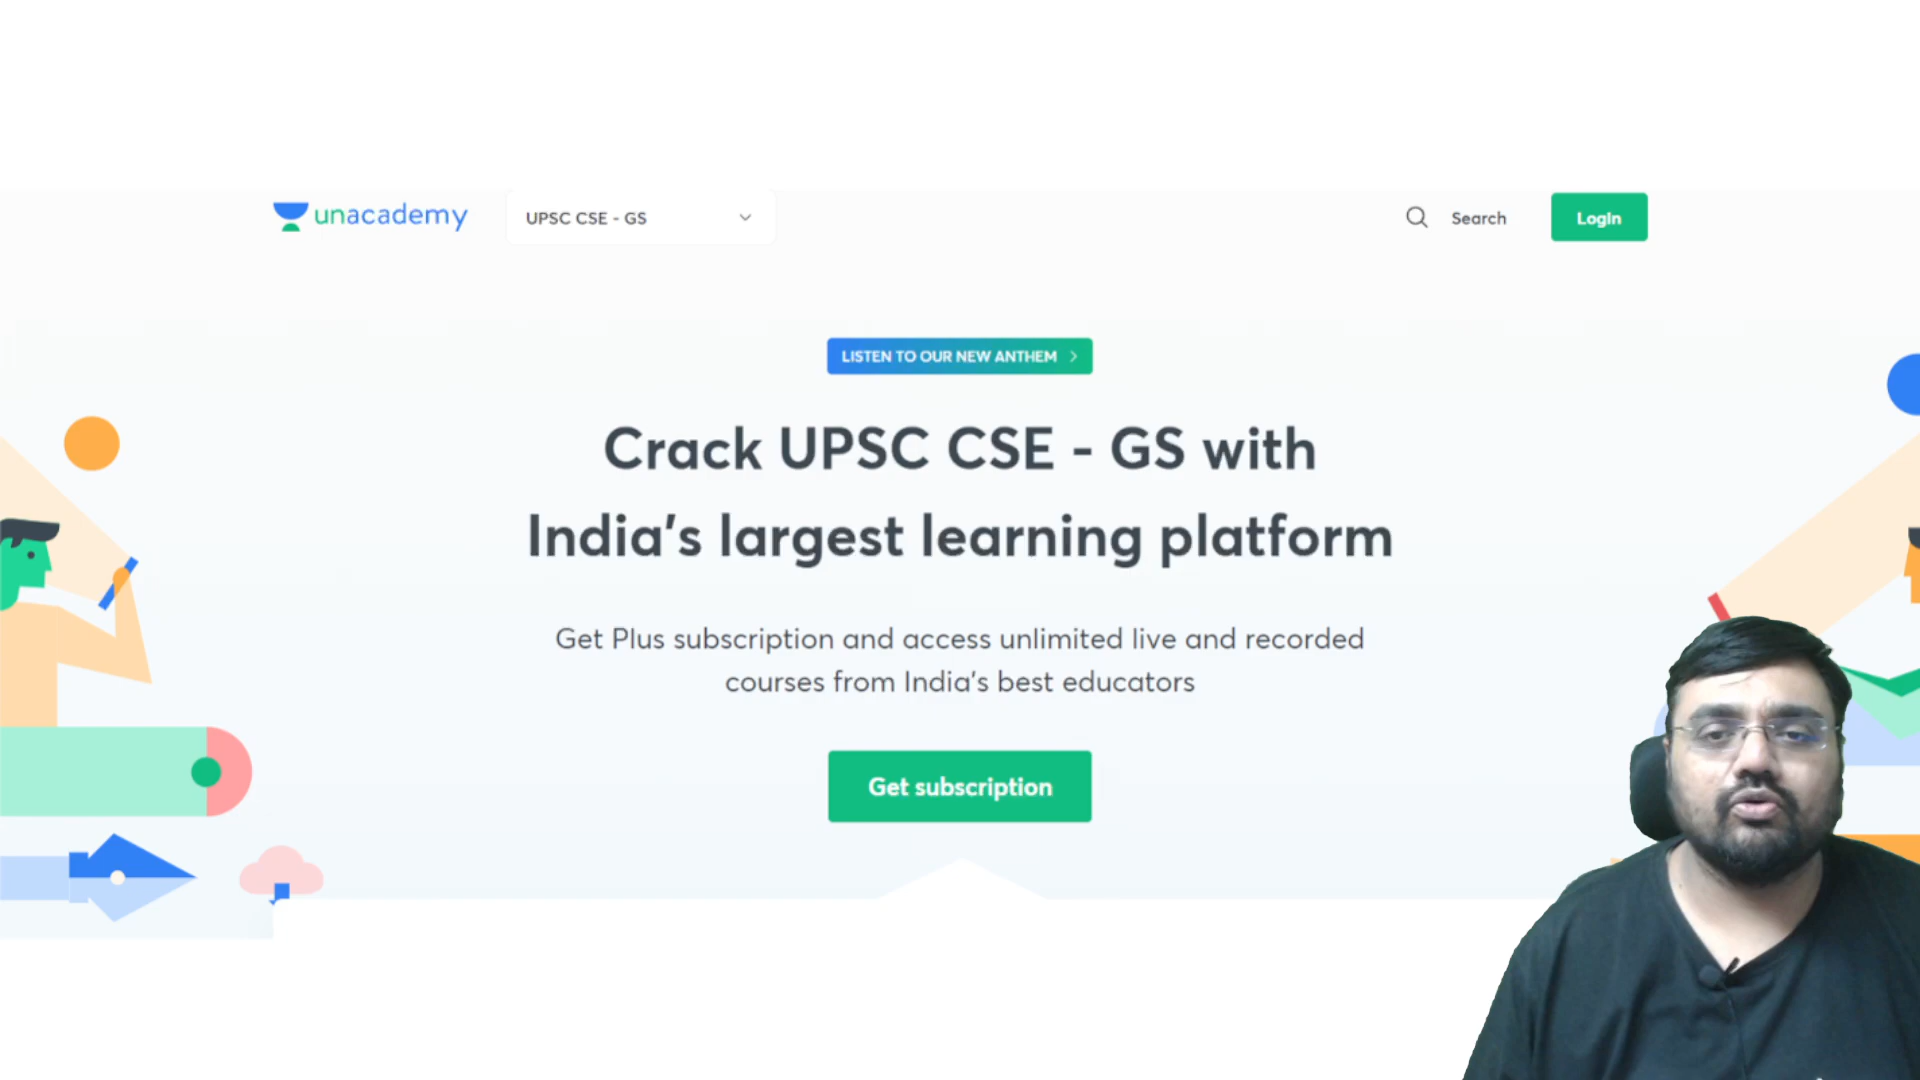 unacademy
UPSC CSE - GS
Search
Login
LISTEN TO OUR NEW ANTHEM
Crack UPSC CSE - GS with
India's largest learning platform
Get Plus subscription and access unlimited live and recorded
courses from India's best educators
Get subscription